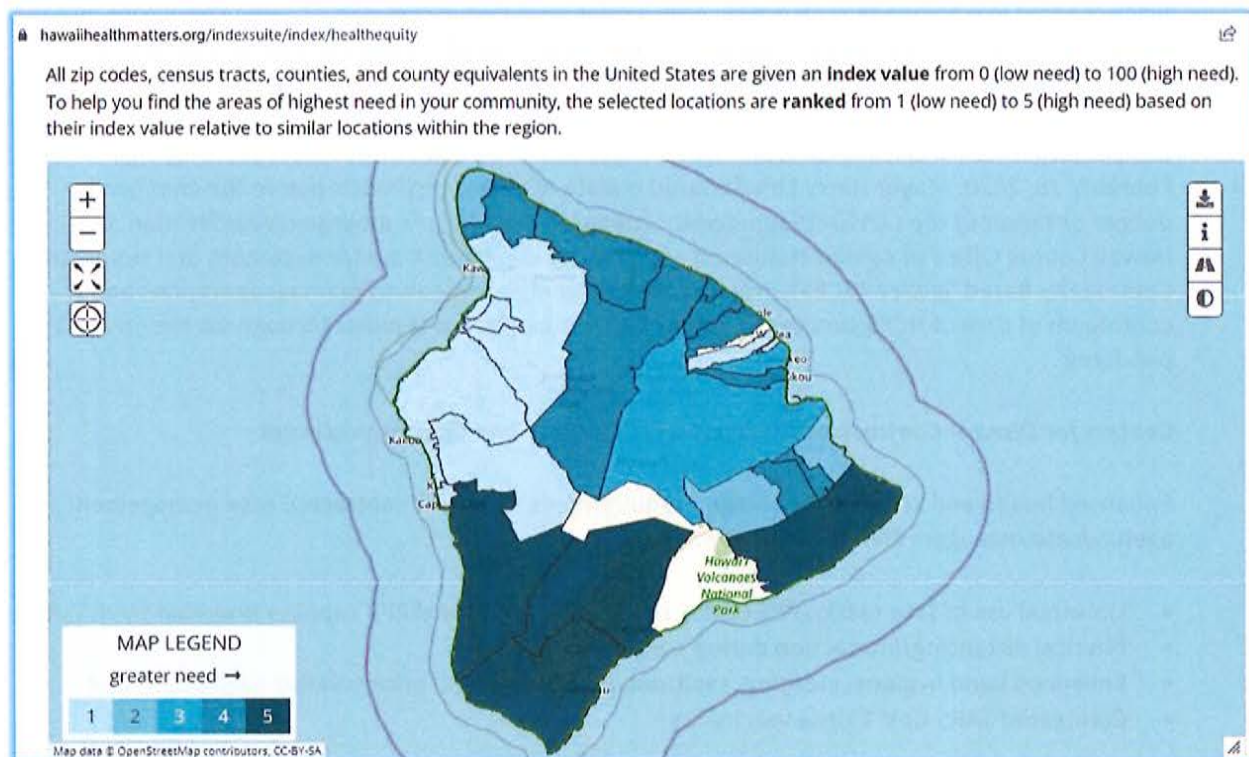 hawaiihealthmatters.org/indexsuite/index/healthequity
All zip codes, census tracts, counties, and county equivalents in the United States are given an index value from 0 (low need) to 100 (high need).
To help you find the areas of highest need in your community, the selected locations are ranked from 1 (low need) to 5 (high need) based on
their index value relative to similar locations within the region.
+
−
i
Hawaiʻi
Volcanoes
National
Park
MAP LEGEND
greater need →
1 2 3 4 5
Map data © OpenStreetMap contributors, CC-BY-SA